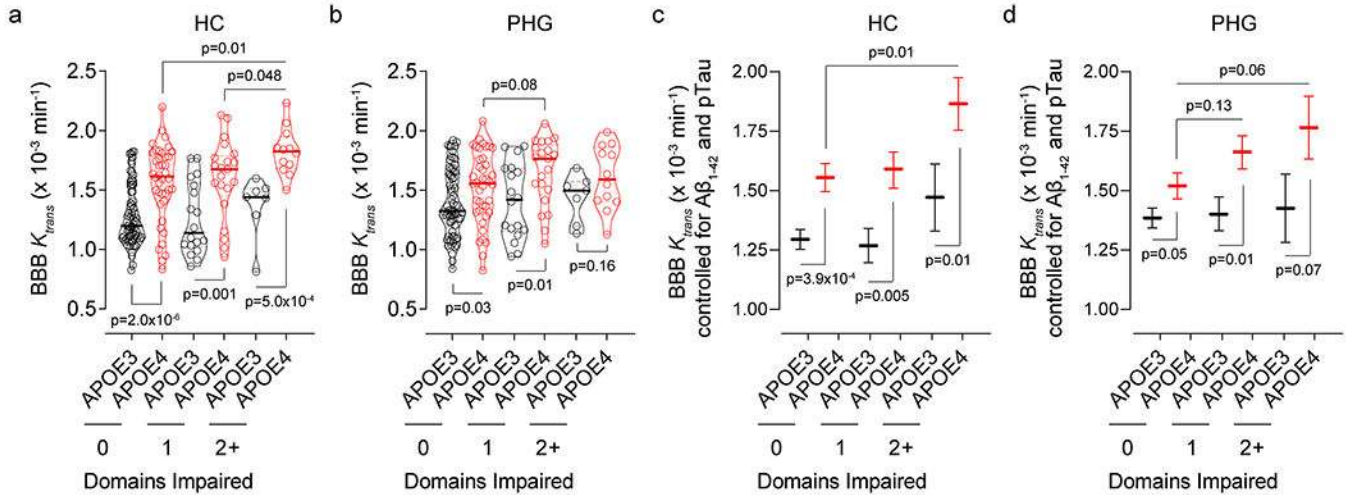 a
HC
BBB Ktrans (x 10-3 min-1)
2.5
2.0
1.5
1.0
0.5
p=0.01
p=0.048
p=2.0x10-6
p=0.001
p=5.0x10-4
APOE3
APOE4
APOE3
APOE4
APOE3
APOE4
0
1
2+
Domains Impaired
b
PHG
BBB Ktrans (x 10-3 min-1)
2.5
2.0
1.5
1.0
0.5
p=0.08
p=0.03
p=0.01
p=0.16
APOE3
APOE4
APOE3
APOE4
APOE3
APOE4
0
1
2+
Domains Impaired
c
HC
BBB Ktrans (x 10-3 min-1)
controlled for Aβ1-42 and pTau
2.00
1.75
1.50
1.25
1.00
p=0.01
p=3.9x10-4
p=0.005
p=0.01
APOE3
APOE4
APOE3
APOE4
APOE3
APOE4
0
1
2+
Domains Impaired
d
PHG
BBB Ktrans (x 10-3 min-1)
controlled for Aβ1-42 and pTau
2.00
1.75
1.50
1.25
1.00
p=0.06
p=0.13
p=0.05
p=0.01
p=0.07
APOE3
APOE4
APOE3
APOE4
APOE3
APOE4
0
1
2+
Domains Impaired